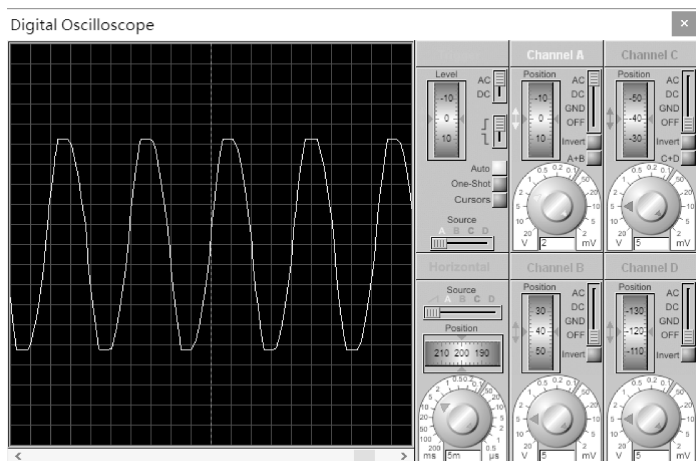 Digital Oscilloscope
Channel A
Channel C
Level
AC
DC
-10
0
10
Auto
One-Shot
Cursors
Source
A B C D
Position
-10
0
10
AC
DC
GND
OFF
Invert
A+B
V
2
mV
Position
-50
-40
-30
AC
DC
GND
OFF
Invert
C+D
V
5
mV
Horizontal
Source
A B C D
Position
210 200 190
ms
5m
µs
Channel B
Position
30
40
50
AC
DC
GND
OFF
Invert
V
5
mV
Channel D
Position
-130
-120
-110
AC
DC
GND
OFF
Invert
V
5
mV